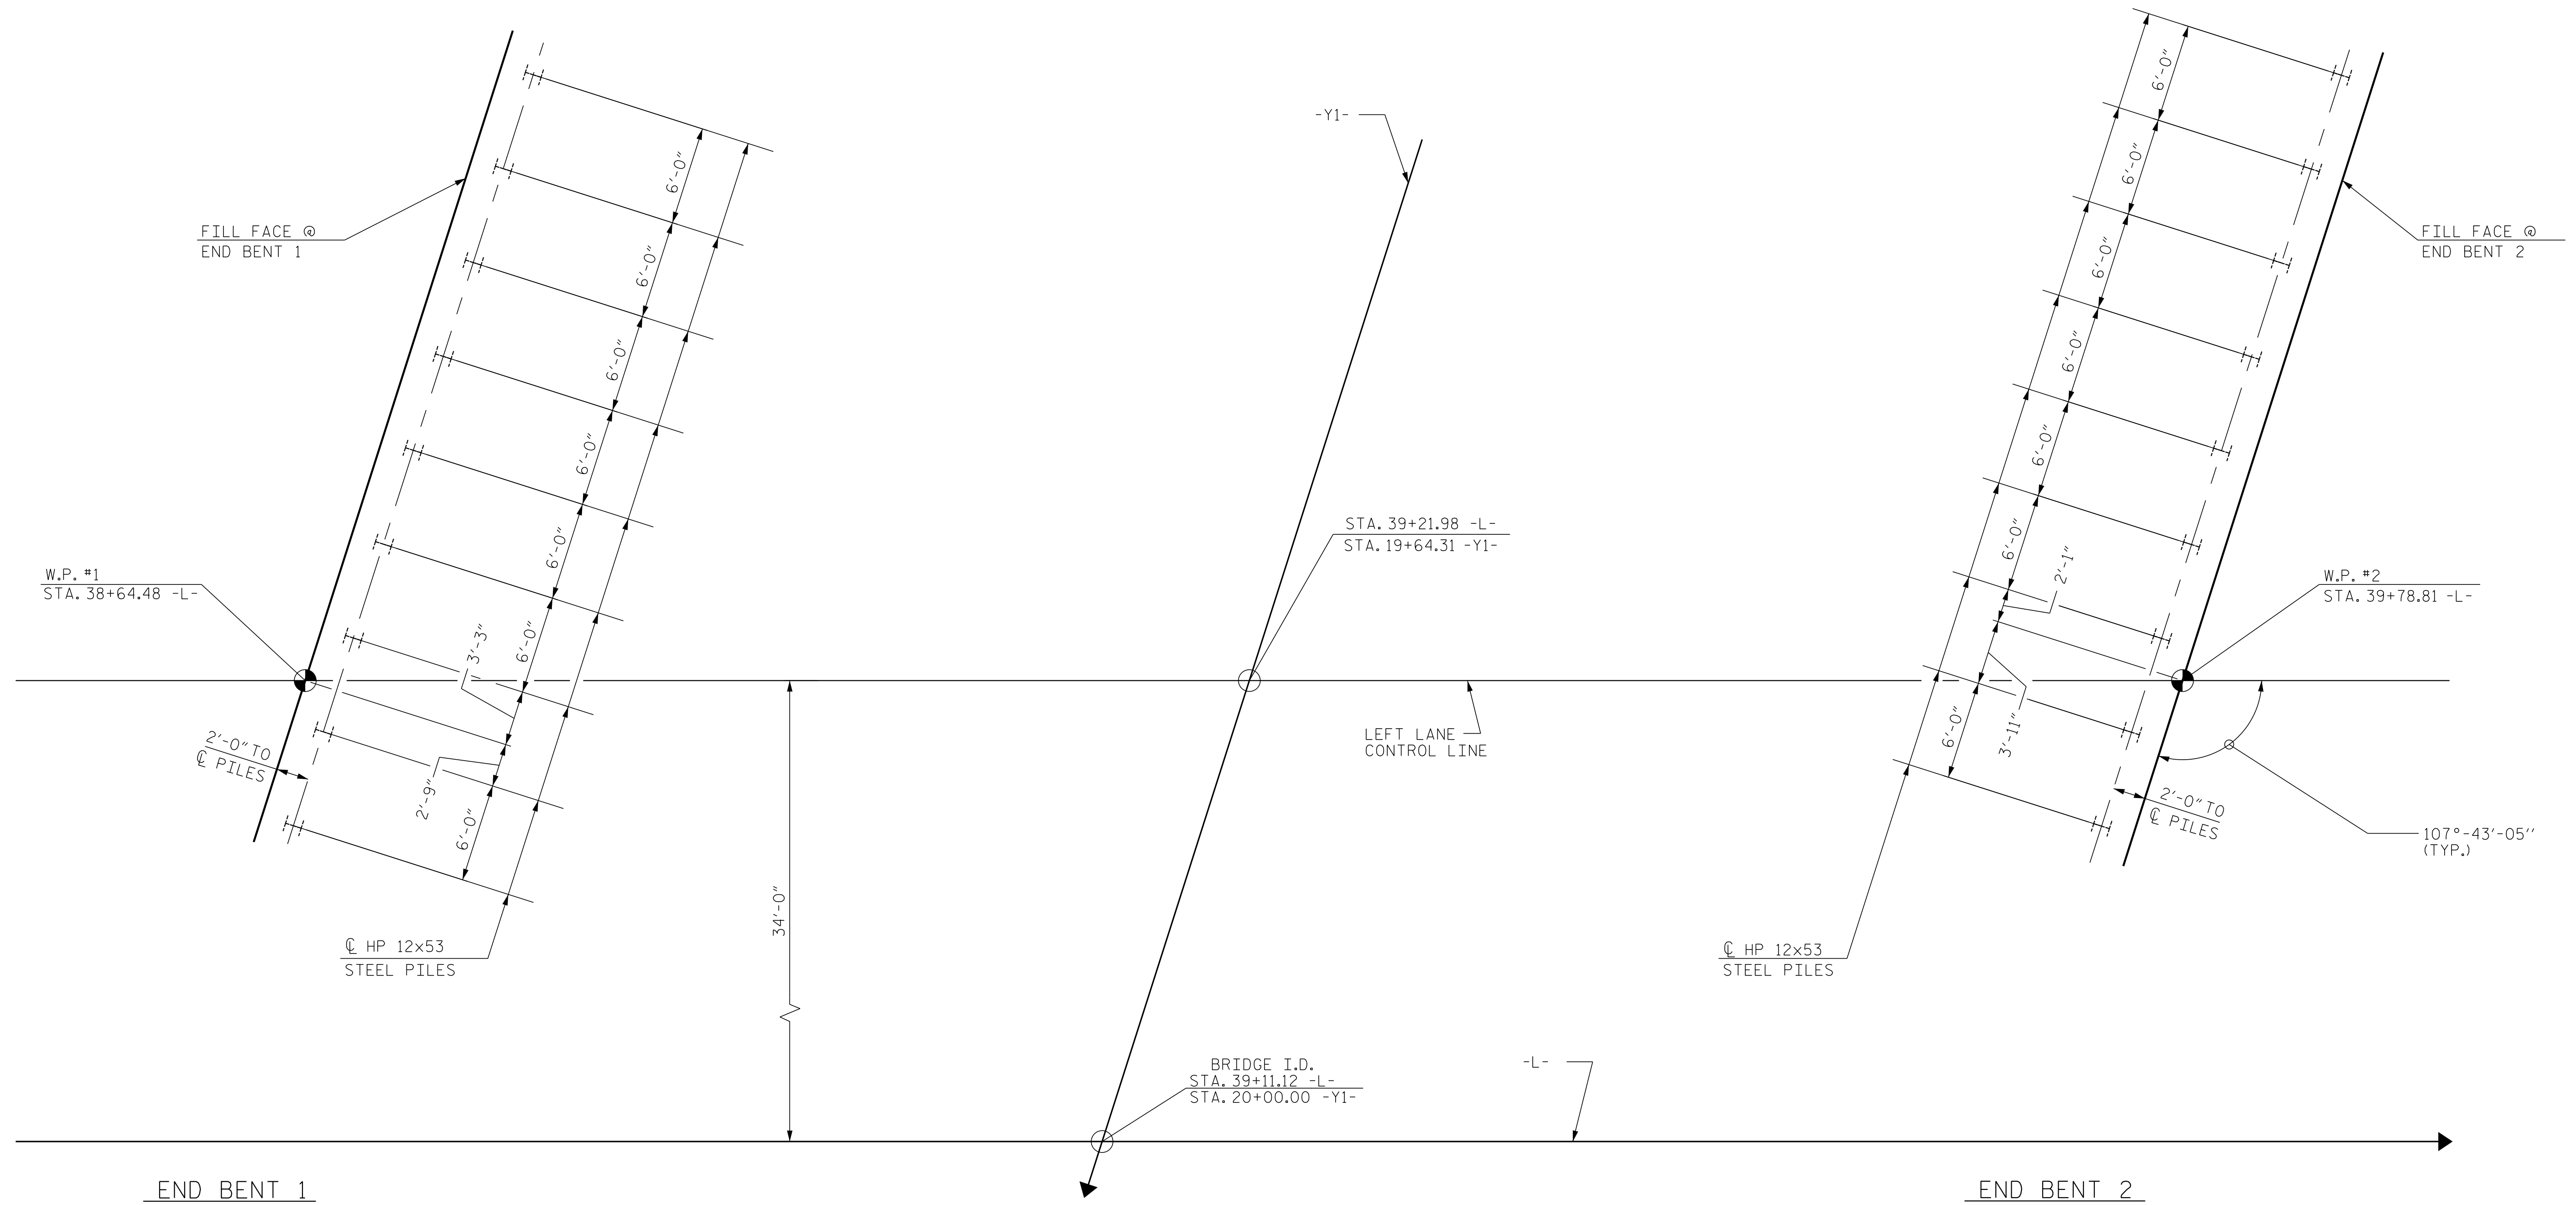 -Y1-
FILL FACE @
END BENT 1
FILL FACE @
END BENT 2
6'-0"
6'-0"
6'-0"
6'-0"
6'-0"
6'-0"
3'-3"
2'-9"
6'-0"
6'-0"
6'-0"
6'-0"
6'-0"
6'-0"
6'-0"
2'-1"
3'-11"
6'-0"
STA. 39+21.98 -L-
STA. 19+64.31 -Y1-
W.P. #1
STA. 38+64.48 -L-
W.P. #2
STA. 39+78.81 -L-
LEFT LANE
CONTROL LINE
2'-0" TO
℄ PILES
2'-0" TO
℄ PILES
107°-43'-05''
(TYP.)
34'-0"
℄ HP 12x53
STEEL PILES
℄ HP 12x53
STEEL PILES
BRIDGE I.D.
STA. 39+11.12 -L-
STA. 20+00.00 -Y1-
-L-
END BENT 1
END BENT 2